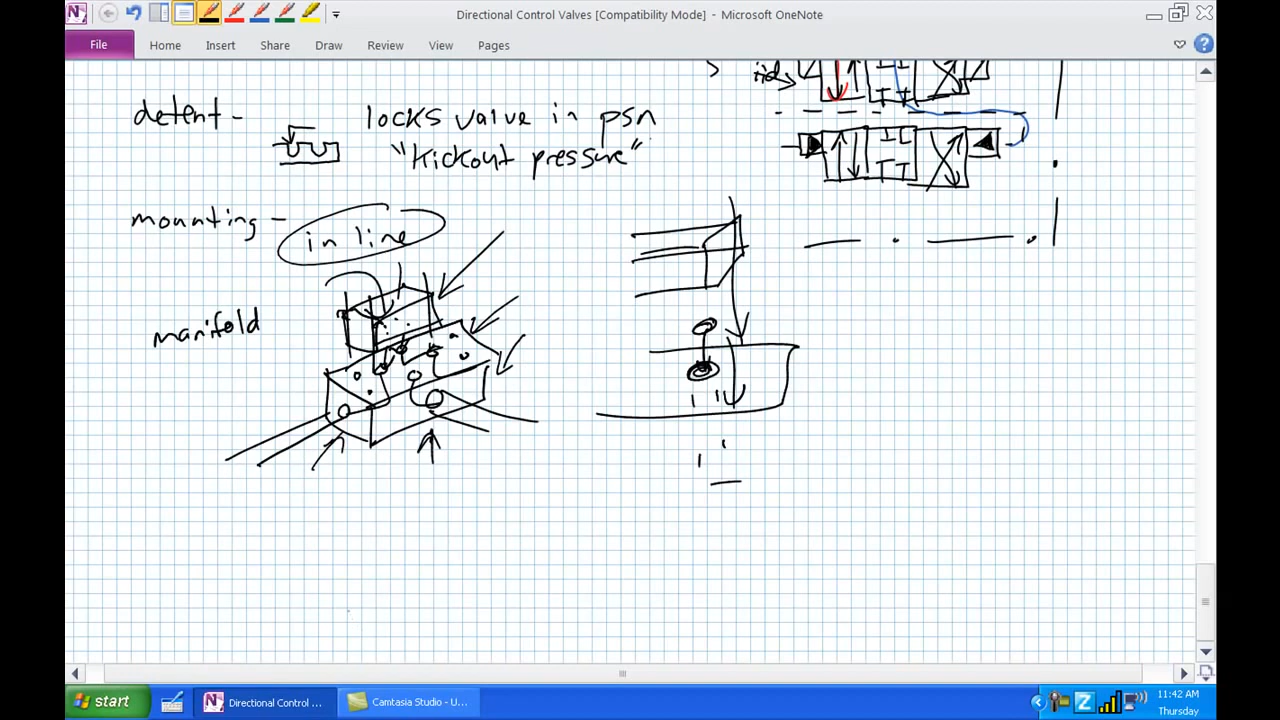 Directional Control Valves [Compatibility Mode] - Microsoft OneNote
File Home Insert Share Draw Review View Pages
detent - locks valve in psn
"Kickout pressure"
mounting - in line
manifold
start Directional Control ... Camtasia Studio - U... 11:42 AM
Thursday